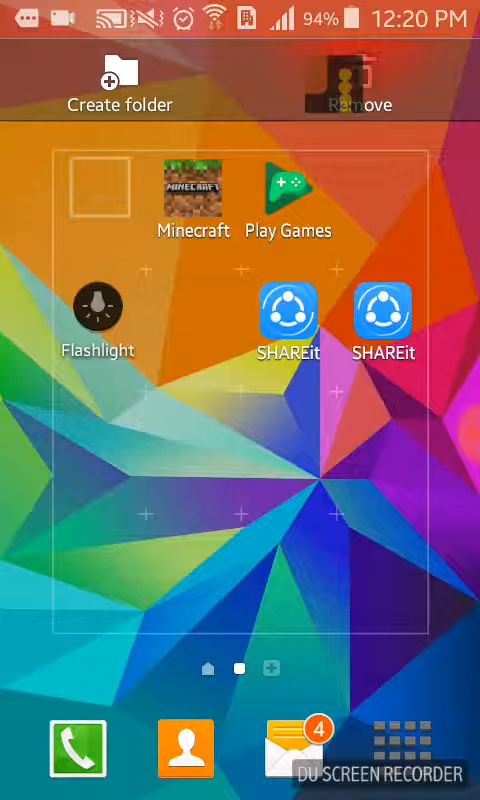 94% 12:20 PM
Create folder Remove
MINECRAFT
Minecraft Play Games
Flashlight SHAREit SHAREit
4
DU SCREEN RECORDER